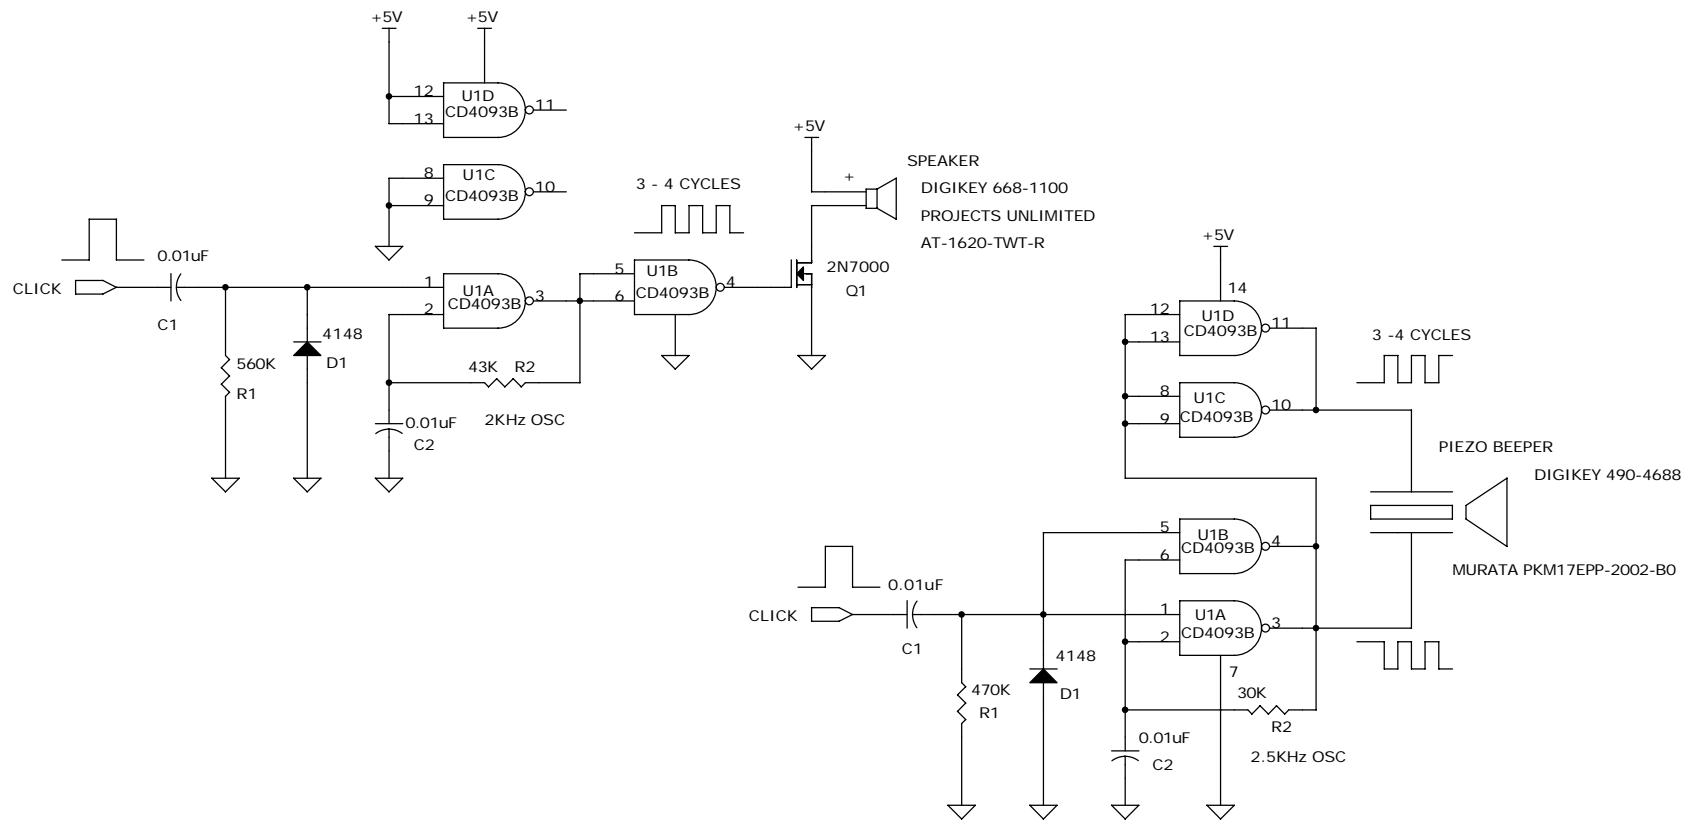 +5V
+5V
12
13
U1D
CD4093B
11
8
9
U1C
CD4093B
10
3 - 4 CYCLES
+5V
+
SPEAKER
DIGIKEY 668-1100
PROJECTS UNLIMITED
AT-1620-TWT-R
CLICK
0.01uF
C1
560K
R1
4148
D1
1
2
U1A
CD4093B
3
43K R2
2KHz OSC
0.01uF
C2
5
6
U1B
CD4093B
4
2N7000
Q1
+5V
14
12
13
U1D
CD4093B
11
8
9
U1C
CD4093B
10
3 -4 CYCLES
PIEZO BEEPER
DIGIKEY 490-4688
MURATA PKM17EPP-2002-B0
5
6
U1B
CD4093B
4
CLICK
0.01uF
C1
470K
R1
4148
D1
1
2
U1A
CD4093B
3
7
30K
R2
2.5KHz OSC
0.01uF
C2